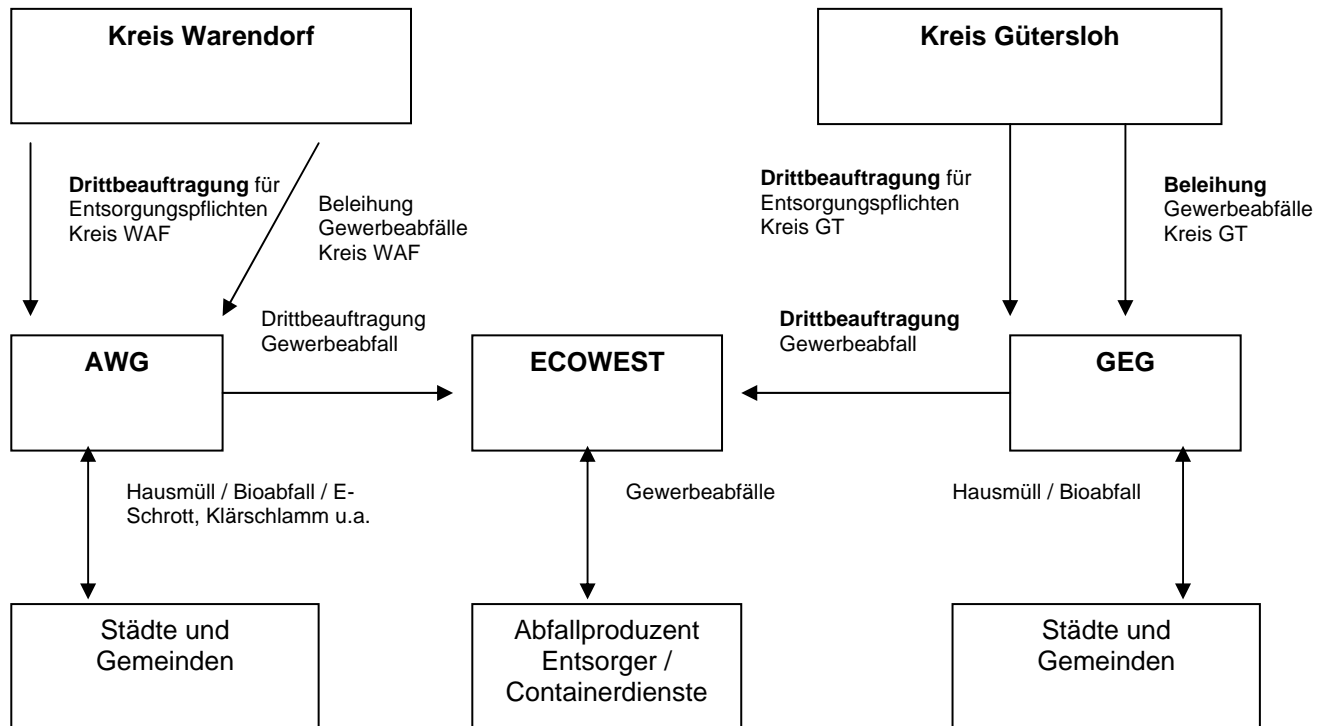 Kreis Warendorf
Kreis Gütersloh
Drittbeauftragung für
Entsorgungspflichten
Kreis WAF
Beleihung
Gewerbeabfälle
Kreis WAF
Drittbeauftragung für
Entsorgungspflichten
Kreis GT
Beleihung
Gewerbeabfälle
Kreis GT
Drittbeauftragung
Gewerbeabfall
Drittbeauftragung
Gewerbeabfall
AWG
ECOWEST
GEG
Hausmüll / Bioabfall / E-
Schrott, Klärschlamm u.a.
Gewerbeabfälle
Hausmüll / Bioabfall
Städte und
Gemeinden
Abfallproduzent
Entsorger /
Containerdienste
Städte und
Gemeinden